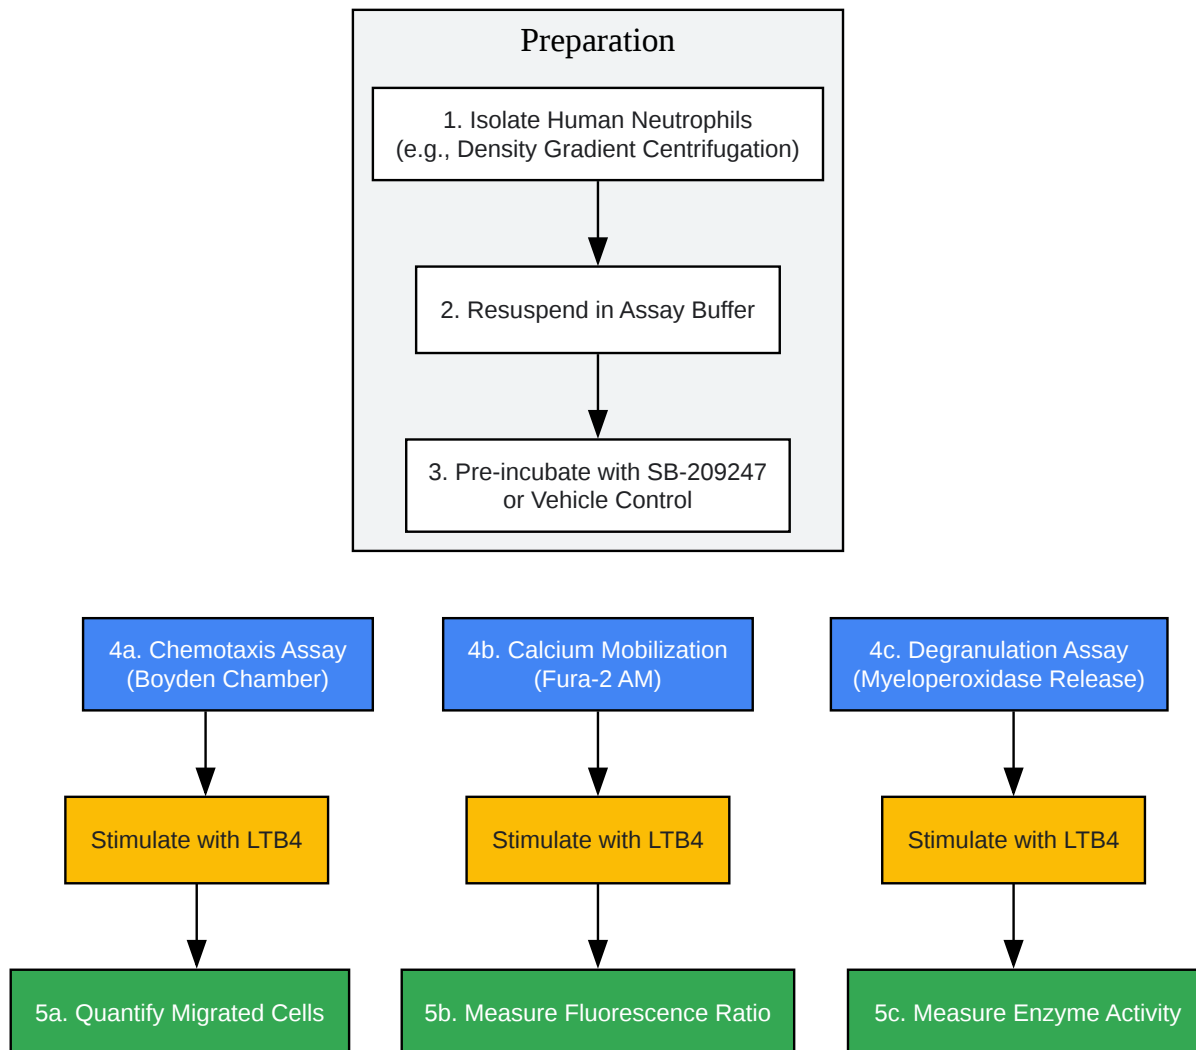 Preparation
1. Isolate Human Neutrophils
(e.g., Density Gradient Centrifugation)
2. Resuspend in Assay Buffer
3. Pre-incubate with SB-209247
or Vehicle Control
4a. Chemotaxis Assay
(Boyden Chamber)
4b. Calcium Mobilization
(Fura-2 AM)
4c. Degranulation Assay
(Myeloperoxidase Release)
Stimulate with LTB4
Stimulate with LTB4
Stimulate with LTB4
5a. Quantify Migrated Cells
5b. Measure Fluorescence Ratio
5c. Measure Enzyme Activity